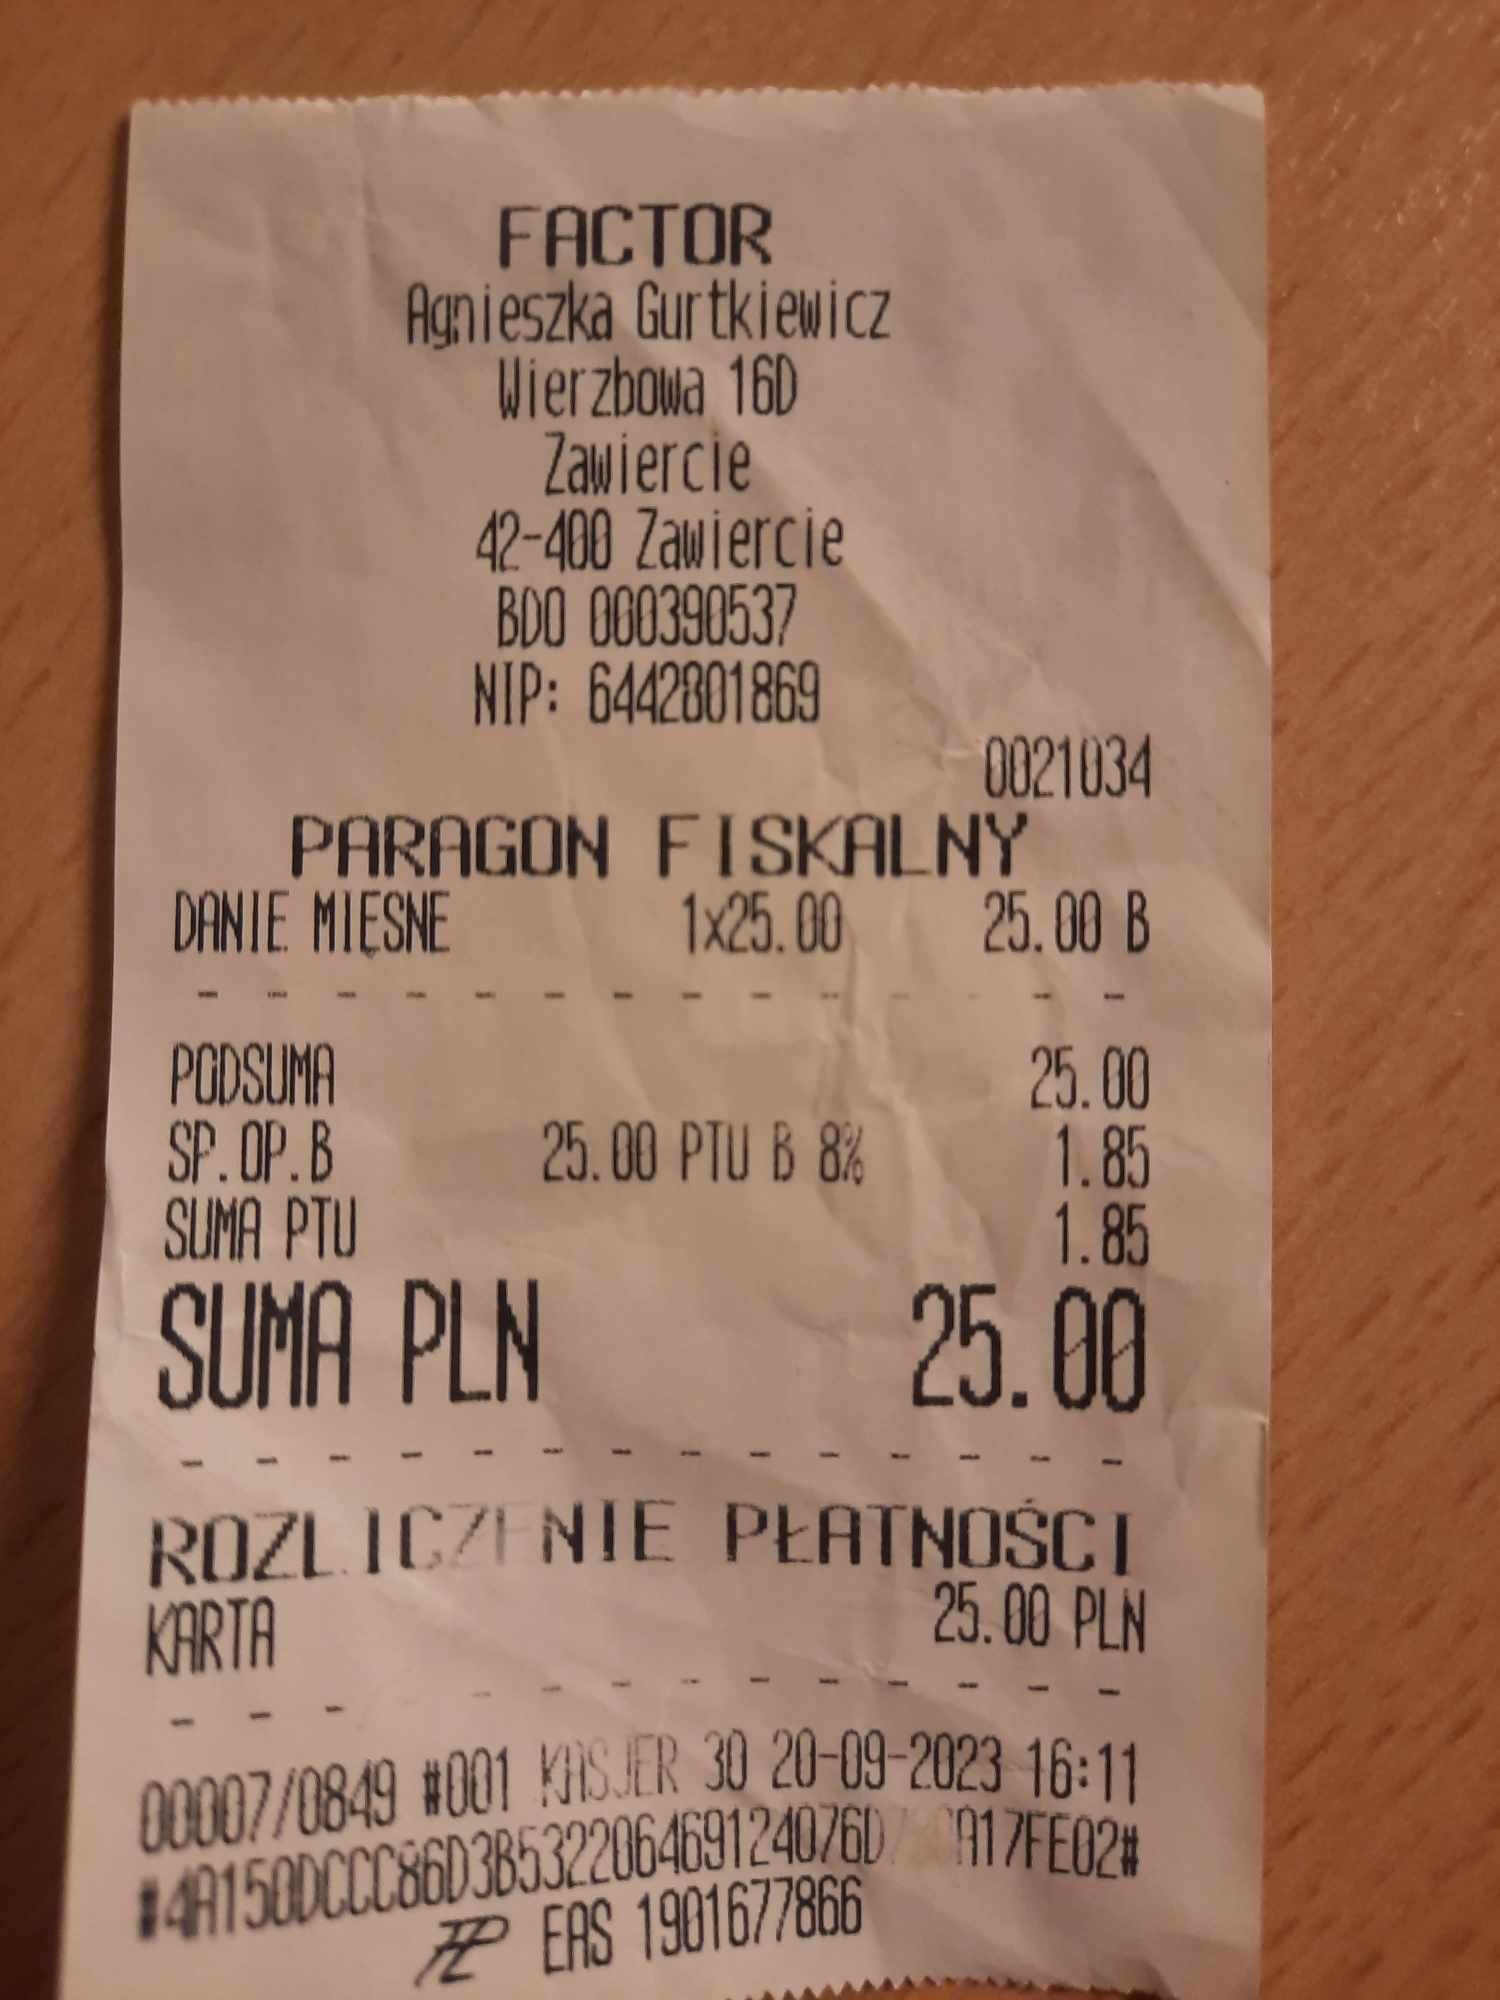 FACTOR
Agnieszka Gurtkiewicz
Wierzbowa 16D
Zawiercie
42-400 Zawiercie
BDO 000390537
NIP: 6442801869
0021034
PARAGON FISKALNY
DANIE MIĘSNE 1x25.00 25.00 B
PODSUMA 25.00
SP.OP.B 25.00 PTU B 8% 1.85
SUMA PTU 1.85
SUMA PLN 25.00
ROZLICZENIE PŁATNOŚCI
KARTA 25.00 PLN
00007/0849 #001 KASJER 30 20-09-2023 16:11
EAS 1901677866